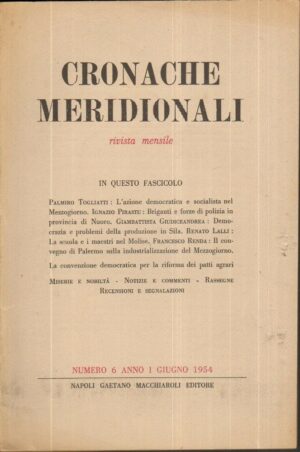 CRONACHE
MERIDIONALI
rivista mensile
IN QUESTO FASCICOLO
PALMIRO TOGLIATTI : L'azione democratica e socialista nel
Mezzogiorno. IGNAZIO PIRASTU : Briganti e forze di polizia in
provincia di Nuoro. GIAMBATTISTA GIUDICEANDREA : Demo-
crazia e problemi della produzione in Sila. RENATO LALLI :
La scuola e i maestri nel Molise. FRANCESCO RENDA : Il con-
vegno di Palermo sulla industrializzazione del Mezzogiorno.
La convenzione democratica per la riforma dei patti agrari
MISERIE E NOBILTÀ - NOTIZIE E COMMENTI - RASSEGNE
RECENSIONI E SEGNALAZIONI
NUMERO 6 ANNO I GIUGNO 1954
NAPOLI GAETANO MACCHIAROLI EDITORE